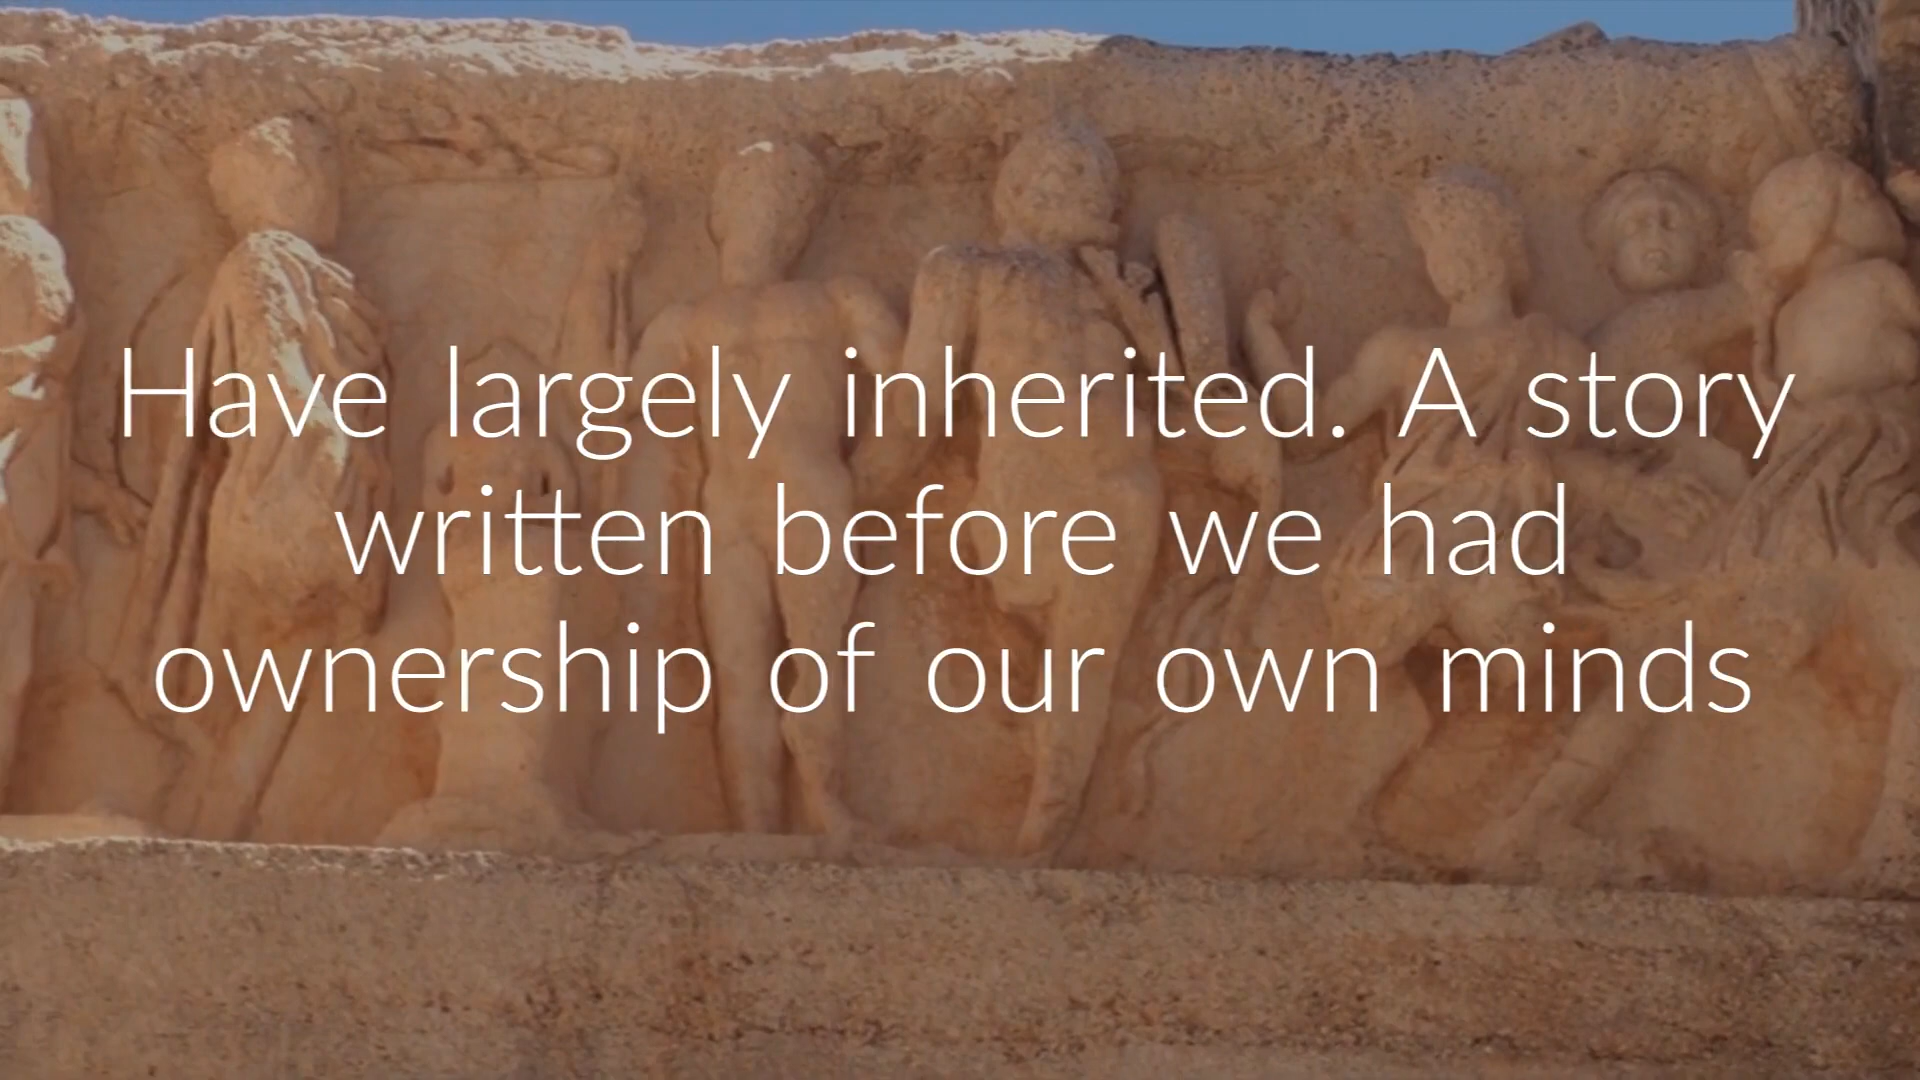 Have largely inherited. A story
written before we had
ownership of our own minds